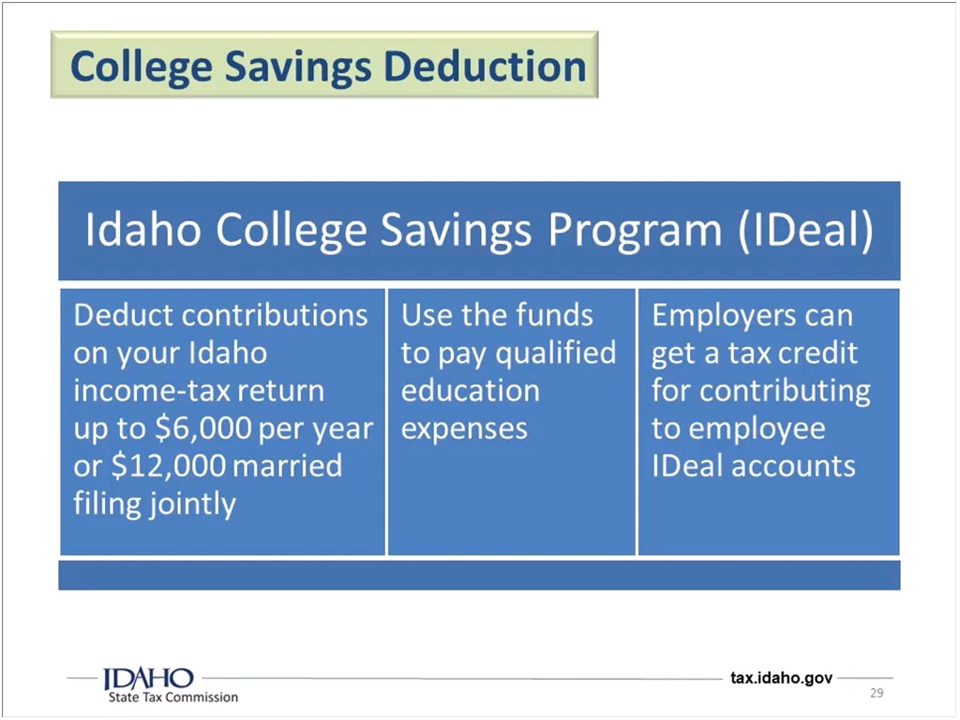 College Savings Deduction
Idaho College Savings Program (IDeal)
Deduct contributions
on your Idaho
income-tax return
up to $6,000 per year
or $12,000 married
filing jointly
Use the funds
to pay qualified
education
expenses
Employers can
get a tax credit
for contributing
to employee
IDeal accounts
IDAHO
State Tax Commission
tax.idaho.gov
29